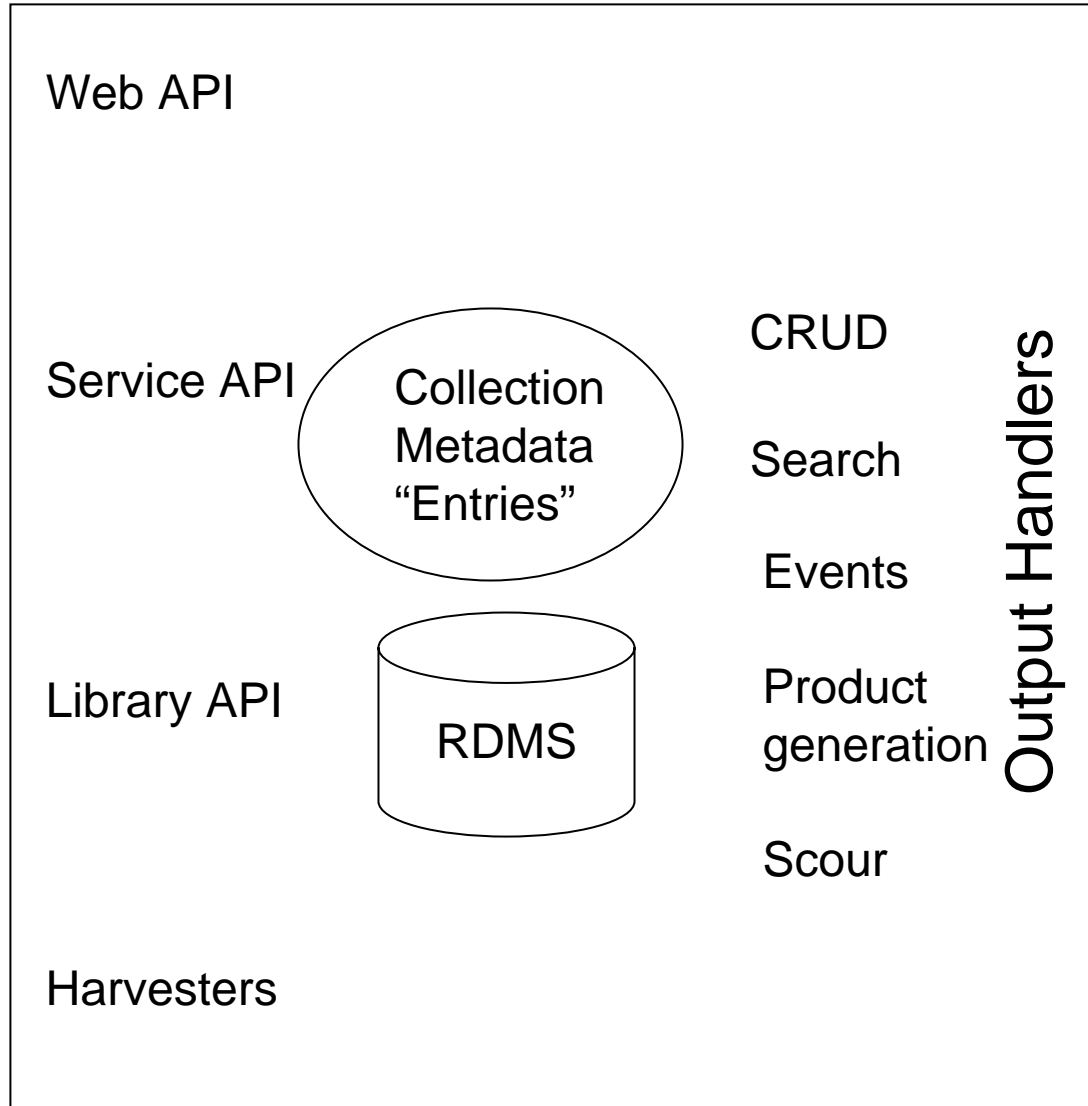 Web API
Service API
Library API
Harvesters
Collection
Metadata
“Entries”
RDMS
CRUD
Search
Events
Product
generation
Scour
Output Handlers